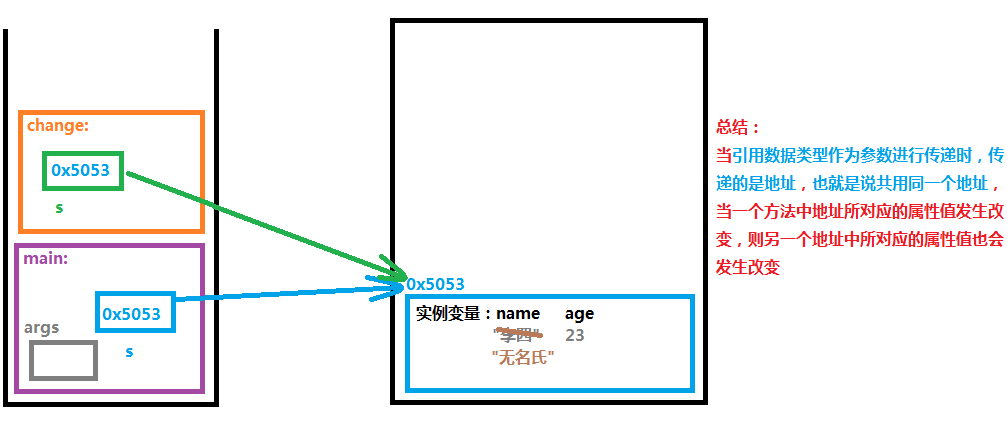 change:
0x5053
s
main:
0x5053
args
s
0x5053
实例变量：name age
"李四" 23
"无名氏"
总结：
当引用数据类型作为参数进行传递时，传
递的是地址，也就是说共用同一个地址，
当一个方法中地址所对应的属性值发生改
变，则另一个地址中所对应的属性值也会
发生改变